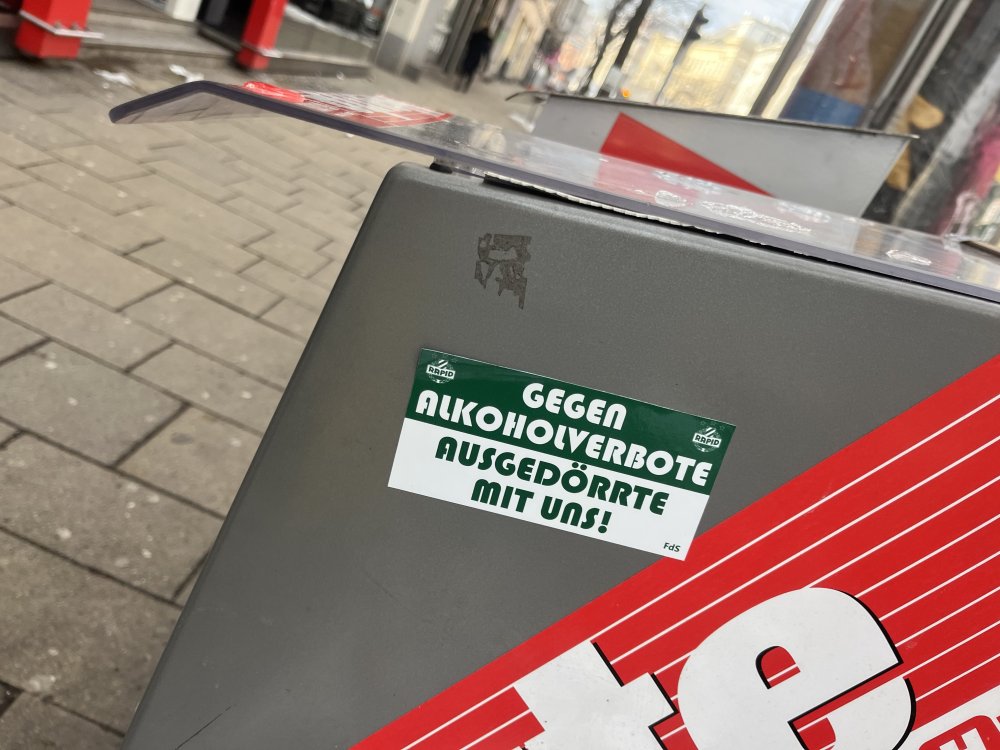 RAPID
GEGEN
ALKOHOLVERBOTE
RAPID
AUSGEDÖRRTE
MIT UNS!
FdS
te